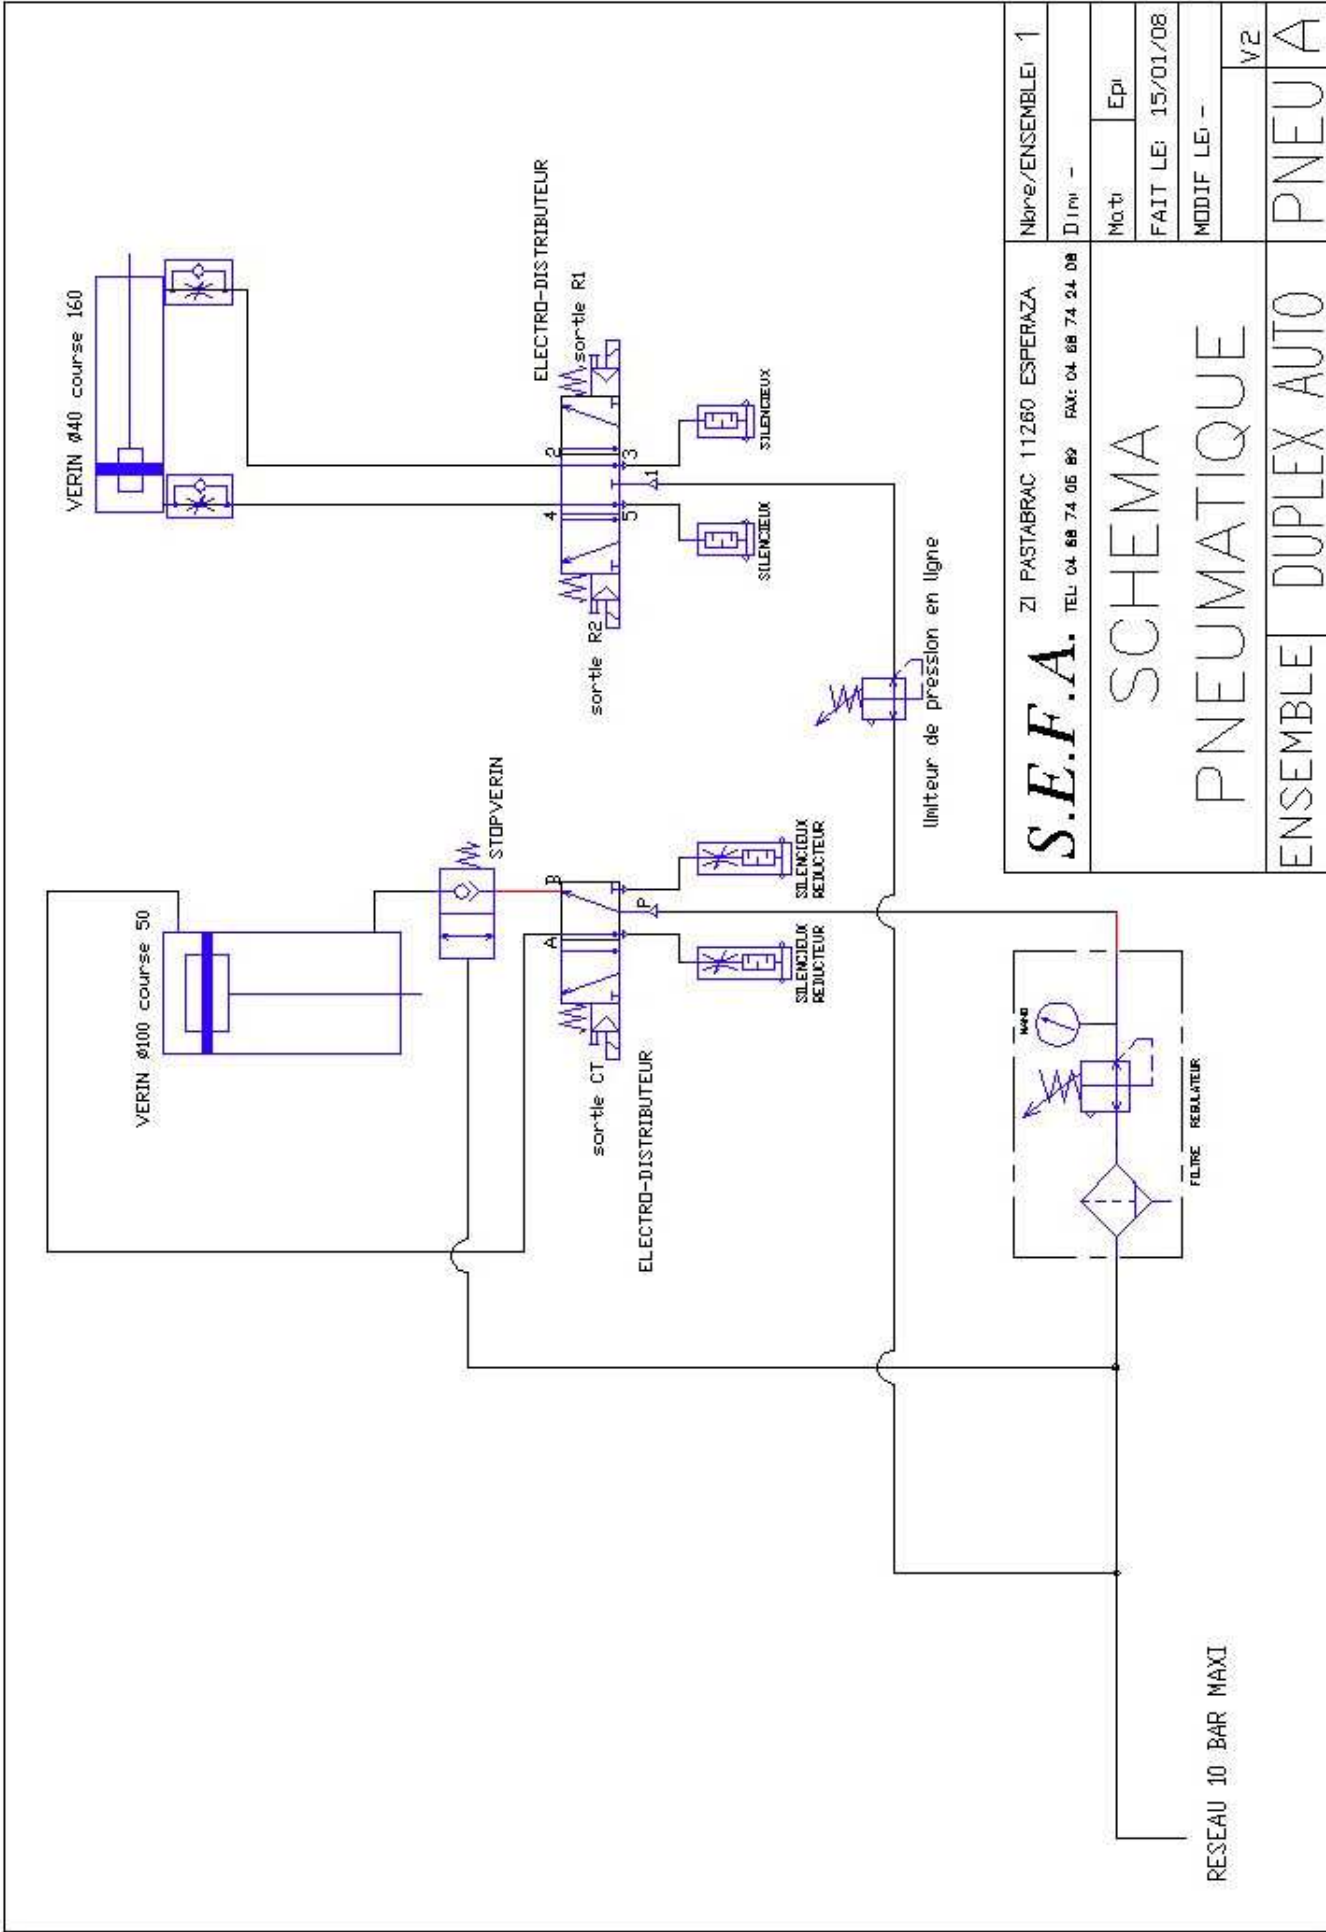 VERIN ø40 course 160
VERIN ø100 course 50
STOPVERIN
ELECTRO-DISTRIBUTEUR
sortie R1
sortie R2
4
2
5
3
1
SILENCIEUX
SILENCIEUX
A
B
P
sortie CT
ELECTRO-DISTRIBUTEUR
SILENCIEUX
REDUCTEUR
SILENCIEUX
REDUCTEUR
limiteur de pression en ligne
MANO
FILTRE REGULATEUR
RESEAU 10 BAR MAXI
S.E.F.A.
ZI PASTABRAC 11260 ESPERAZA
TEL: 04 68 74 05 89 FAX: 04 68 74 24 08
Nbre/ENSEMBLE: 1
Dim: -
SCHEMA
PNEUMATIQUE
Mat: Ep:
FAIT LE: 15/01/08
MODIF LE: -
V2
ENSEMBLE DUPLEX AUTO PNEU A